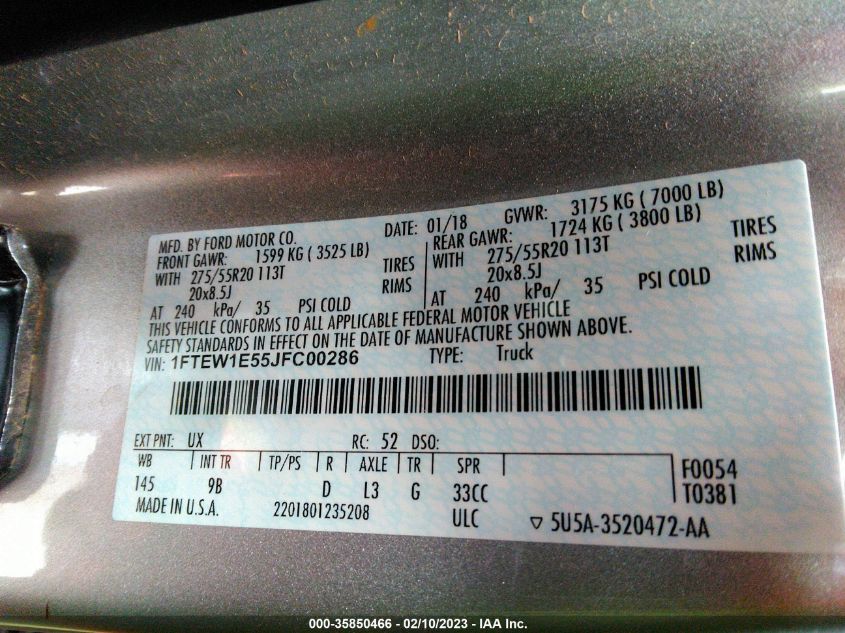 MFD. BY FORD MOTOR CO.
DATE: 01/18 GVWR: 3175 KG ( 7000 LB)
FRONT GAWR: 1599 KG ( 3525 LB)
REAR GAWR: 1724 KG ( 3800 LB)
WITH 275/55R20 113T TIRES
WITH 275/55R20 113T TIRES
20x8.5J RIMS
20x8.5J RIMS
AT 240 kPa/ 35 PSI COLD
AT 240 kPa/ 35 PSI COLD
THIS VEHICLE CONFORMS TO ALL APPLICABLE FEDERAL MOTOR VEHICLE
SAFETY STANDARDS IN EFFECT ON THE DATE OF MANUFACTURE SHOWN ABOVE.
VIN: 1FTEW1E55JFC00286 TYPE: Truck
EXT PNT: UX RC: 52 DSO:
WB INT TR TP/PS R AXLE TR SPR F0054
145 9B D L3 G 33CC T0381
MADE IN U.S.A. 2201801235208 ULC ▽ 5U5A-3520472-AA
000-35850466 - 02/10/2023 - IAA Inc.